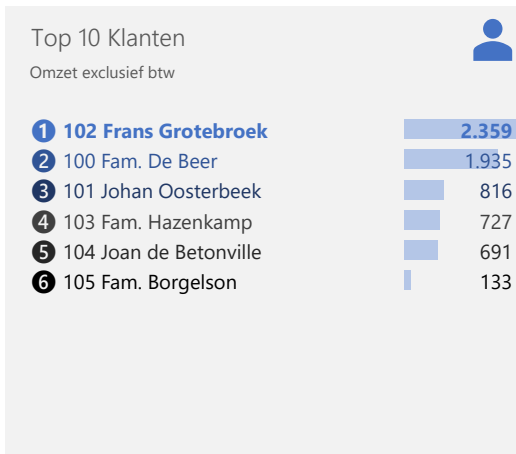 Top 10 Klanten
Omzet exclusief btw
1 102 Frans Grotebroek 2.359
2 100 Fam. De Beer 1.935
3 101 Johan Oosterbeek 816
4 103 Fam. Hazenkamp 727
5 104 Joan de Betonville 691
6 105 Fam. Borgelson 133